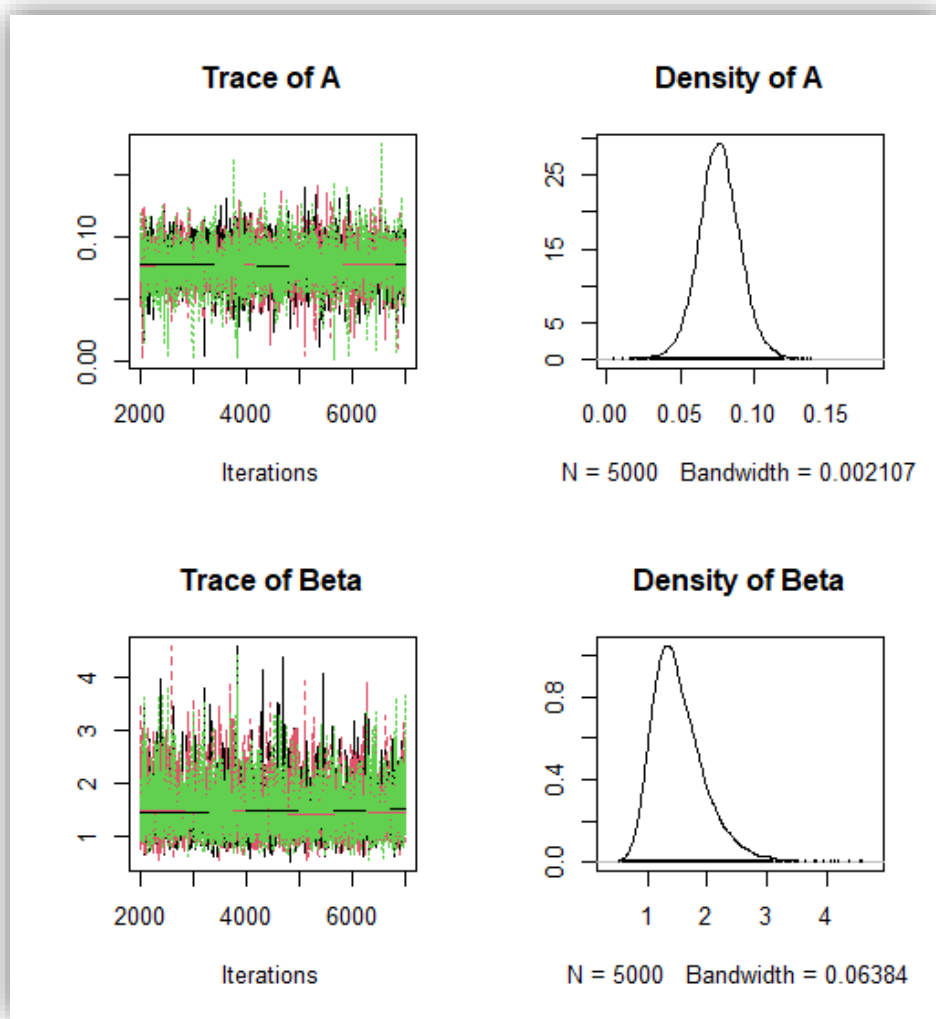 Trace of A
0.00 0.10
2000 4000 6000
Iterations
Density of A
0 5 15 25
0.00 0.05 0.10 0.15
N = 5000 Bandwidth = 0.002107
Trace of Beta
1 2 3 4
2000 4000 6000
Iterations
Density of Beta
0.0 0.4 0.8
1 2 3 4
N = 5000 Bandwidth = 0.06384